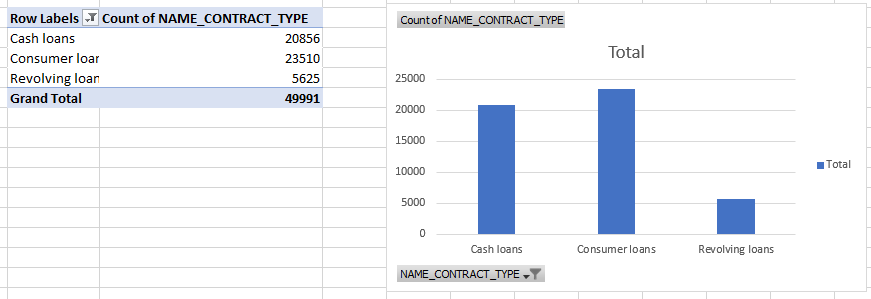 Row Labels Count of NAME_CONTRACT_TYPE
Cash loans 20856
Consumer loar 23510
Revolving loan 5625
Grand Total 49991
Count of NAME_CONTRACT_TYPE
Total
25000
20000
15000
10000
5000
0
Cash loans Consumer loans Revolving loans
Total
NAME_CONTRACT_TYPE